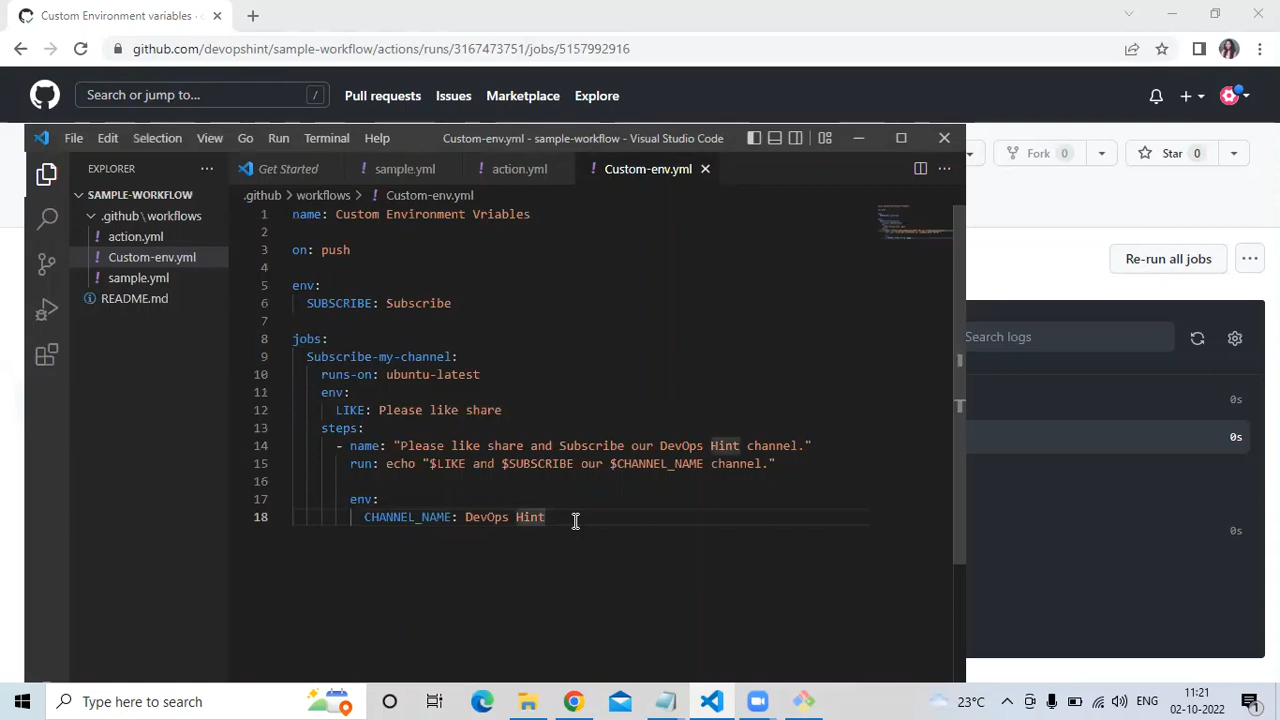 Custom Environment variables ·
github.com/devopshint/sample-workflow/actions/runs/3167473751/jobs/5157992916
Search or jump to...
/
Pull requests
Issues
Marketplace
Explore
File Edit Selection View Go Run Terminal Help
Custom-env.yml - sample-workflow - Visual Studio Code
Fork 0
Star 0
EXPLORER
Get Started
sample.yml
action.yml
Custom-env.yml
SAMPLE-WORKFLOW
.github\workflows
action.yml
Custom-env.yml
sample.yml
README.md
.github > workflows > Custom-env.yml
1 name: Custom Environment Vriables
2
3 on: push
4
5 env:
6 SUBSCRIBE: Subscribe
7
8 jobs:
9 Subscribe-my-channel:
10 runs-on: ubuntu-latest
11 env:
12 LIKE: Please like share
13 steps:
14 - name: "Please like share and Subscribe our DevOps Hint channel."
15 run: echo "$LIKE and $SUBSCRIBE our $CHANNEL_NAME channel."
16
17 env:
18 CHANNEL_NAME: DevOps Hint
Re-run all jobs
Search logs
0s
0s
0s
Type here to search
23°C
ENG
11:21
02-10-2022
1